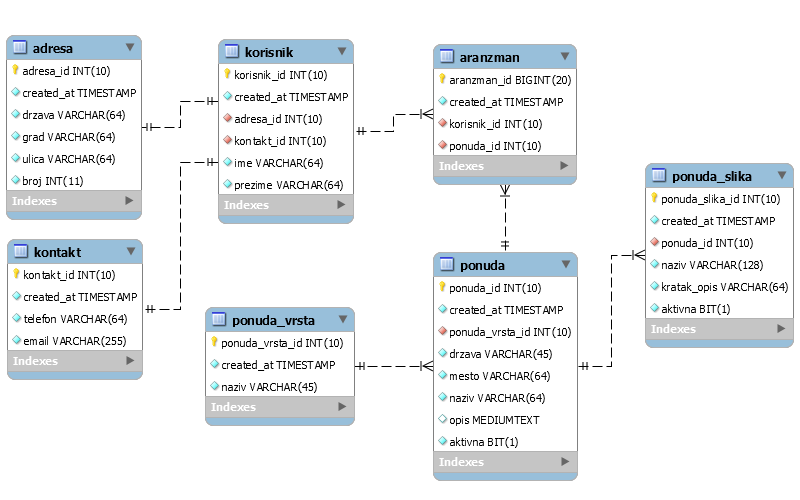 adresa
adresa_id INT(10)
created_at TIMESTAMP
drzava VARCHAR(64)
grad VARCHAR(64)
ulica VARCHAR(64)
broj INT(11)
Indexes
korisnik
korisnik_id INT(10)
created_at TIMESTAMP
adresa_id INT(10)
kontakt_id INT(10)
ime VARCHAR(64)
prezime VARCHAR(64)
Indexes
aranzman
aranzman_id BIGINT(20)
created_at TIMESTAMP
korisnik_id INT(10)
ponuda_id INT(10)
Indexes
ponuda_slika
ponuda_slika_id INT(10)
created_at TIMESTAMP
ponuda_id INT(10)
naziv VARCHAR(128)
kratak_opis VARCHAR(64)
aktivna BIT(1)
Indexes
kontakt
kontakt_id INT(10)
created_at TIMESTAMP
telefon VARCHAR(64)
email VARCHAR(255)
Indexes
ponuda_vrsta
ponuda_vrsta_id INT(10)
created_at TIMESTAMP
naziv VARCHAR(45)
Indexes
ponuda
ponuda_id INT(10)
created_at TIMESTAMP
ponuda_vrsta_id INT(10)
drzava VARCHAR(45)
mesto VARCHAR(64)
naziv VARCHAR(64)
opis MEDIUMTEXT
aktivna BIT(1)
Indexes